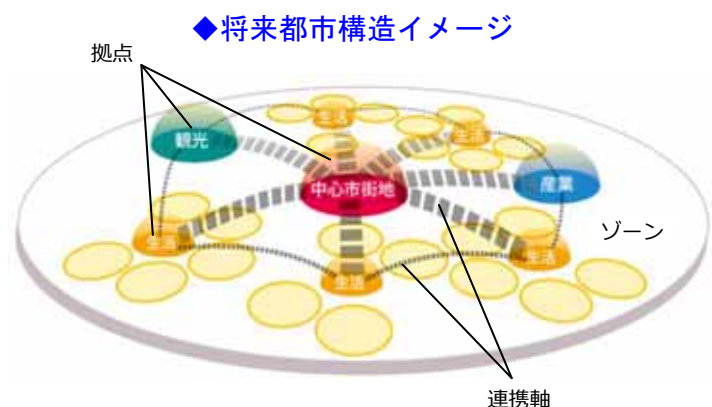 ◆将来都市構造イメージ
拠点
生活
生活
観光
中心市街地
産業
生活
ゾーン
生活
生活
連携軸